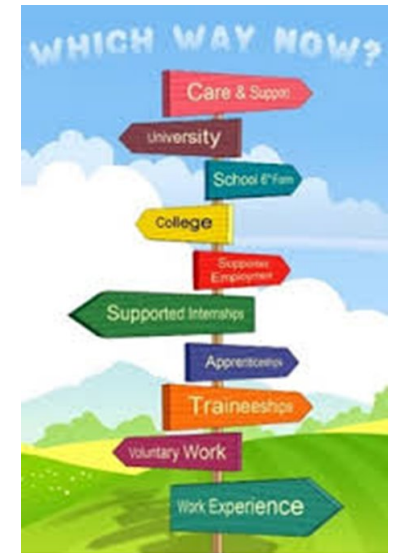 WHICH WAY NOW?
Care & Support
University
School 6th Form
College
Supported
Employment
Supported Internships
Apprenticeships
Traineeships
Voluntary Work
Work Experience